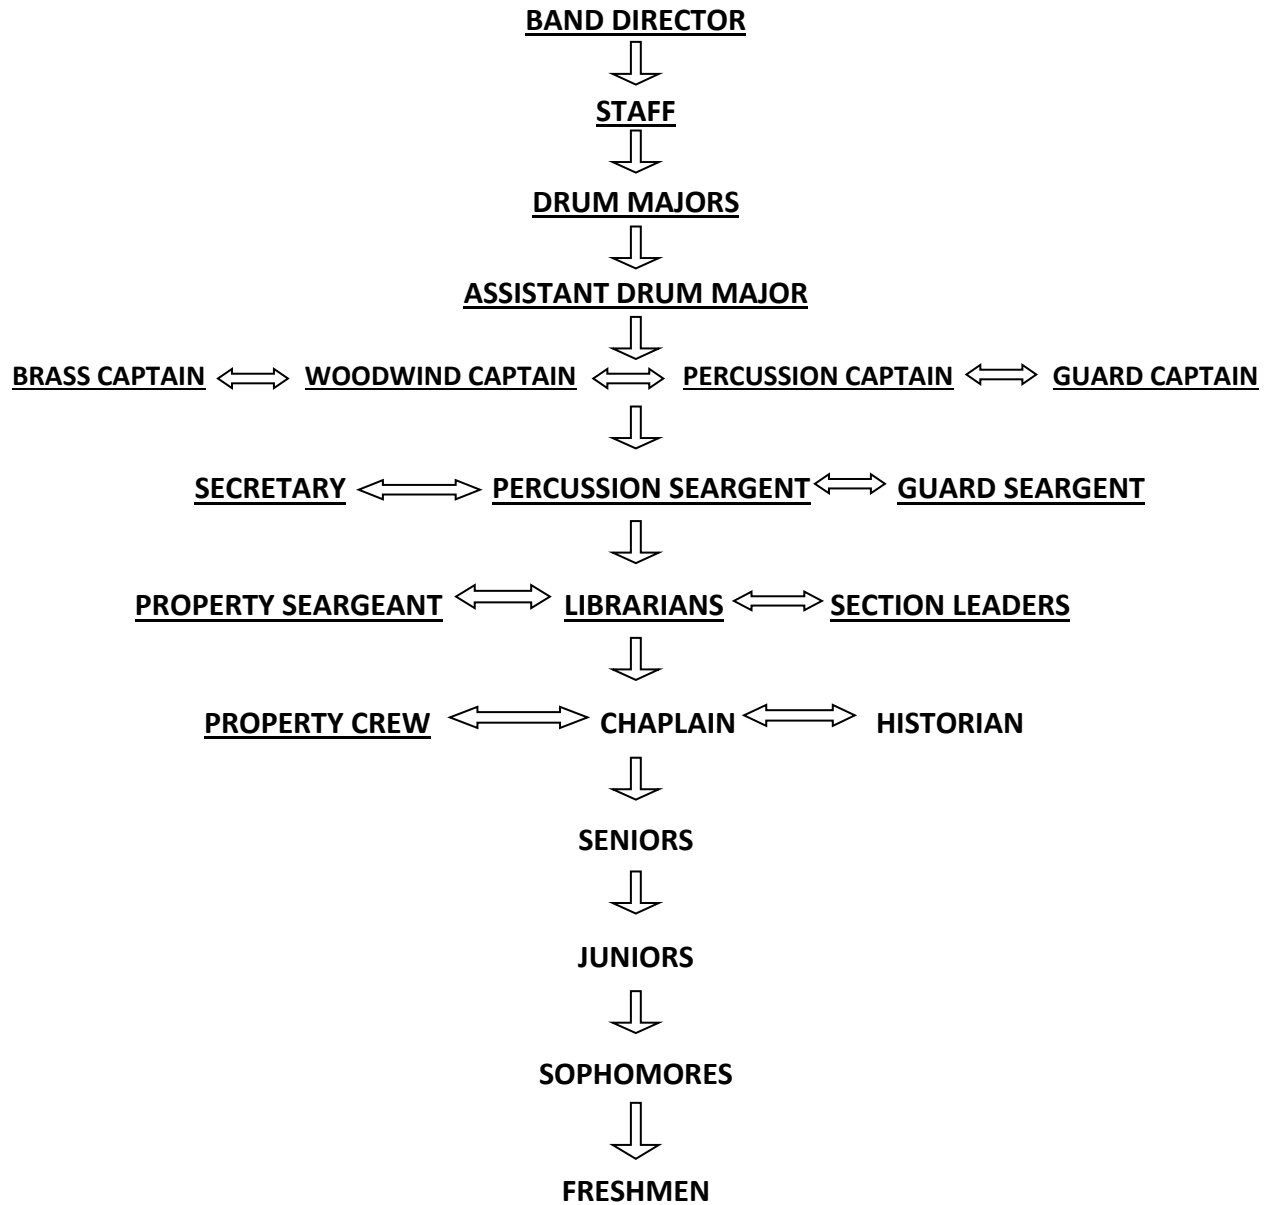 BAND DIRECTOR
STAFF
DRUM MAJORS
ASSISTANT DRUM MAJOR
BRASS CAPTAIN WOODWIND CAPTAIN PERCUSSION CAPTAIN GUARD CAPTAIN
SECRETARY PERCUSSION SEARGENT GUARD SEARGENT
PROPERTY SEARGEANT LIBRARIANS SECTION LEADERS
PROPERTY CREW CHAPLAIN HISTORIAN
SENIORS
JUNIORS
SOPHOMORES
FRESHMEN